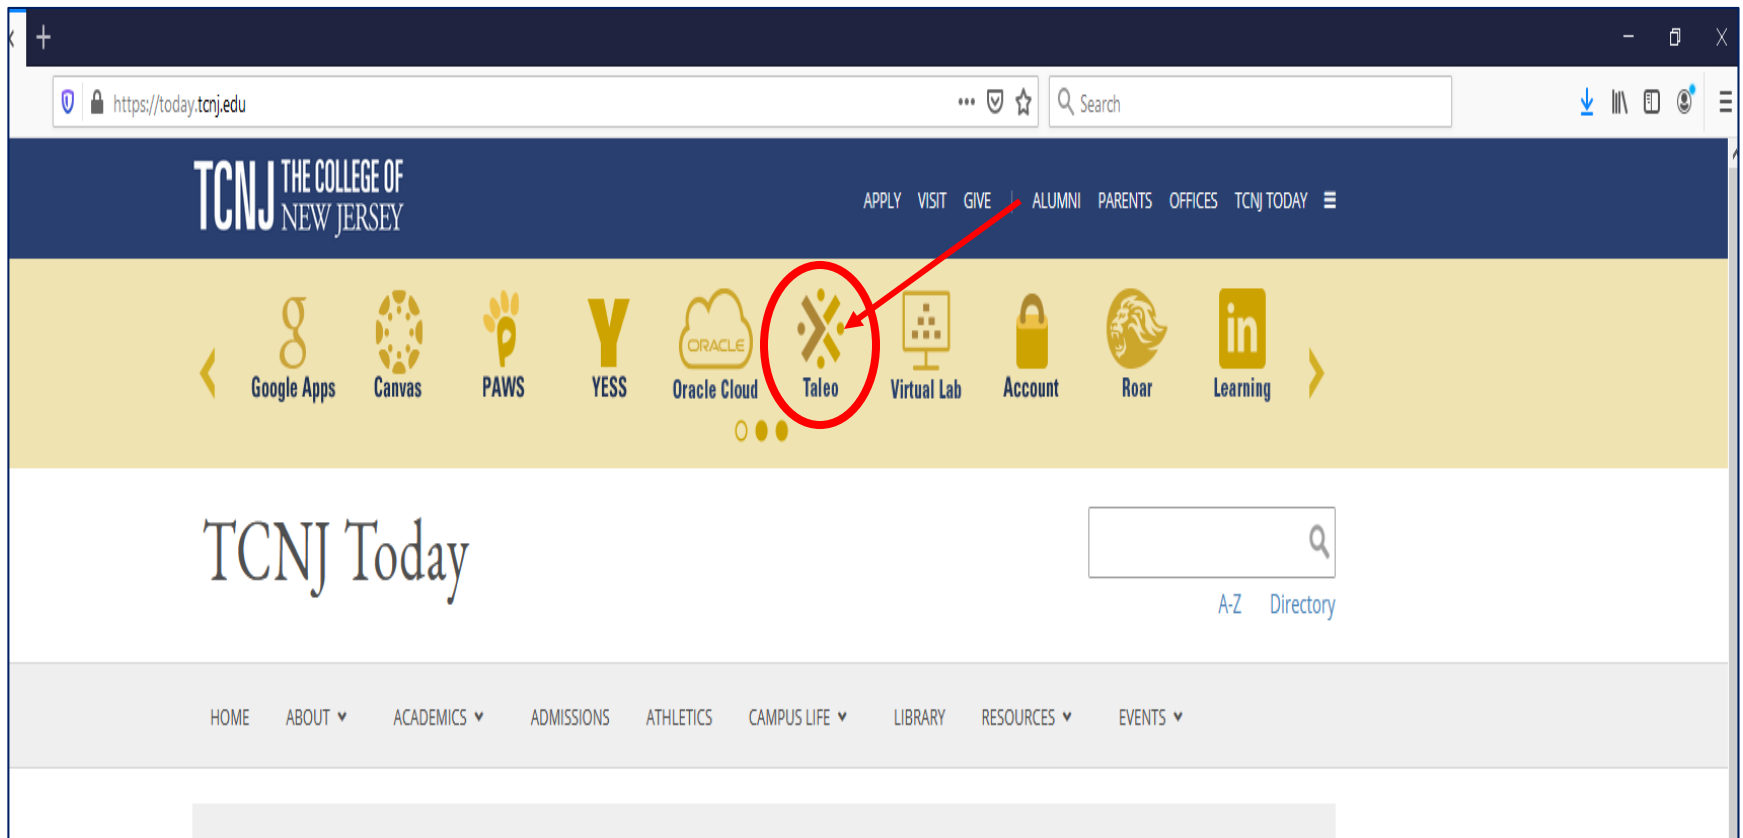 https://today.tcnj.edu
Search
TCNJ THE COLLEGE OF
NEW JERSEY
APPLY VISIT GIVE | ALUMNI PARENTS OFFICES TCNJ TODAY
g
p
Y
ORACLE
in
Google Apps Canvas PAWS YESS Oracle Cloud Taleo Virtual Lab Account Roar Learning
TCNJ Today
A-Z Directory
HOME ABOUT ACADEMICS ADMISSIONS ATHLETICS CAMPUS LIFE LIBRARY RESOURCES EVENTS